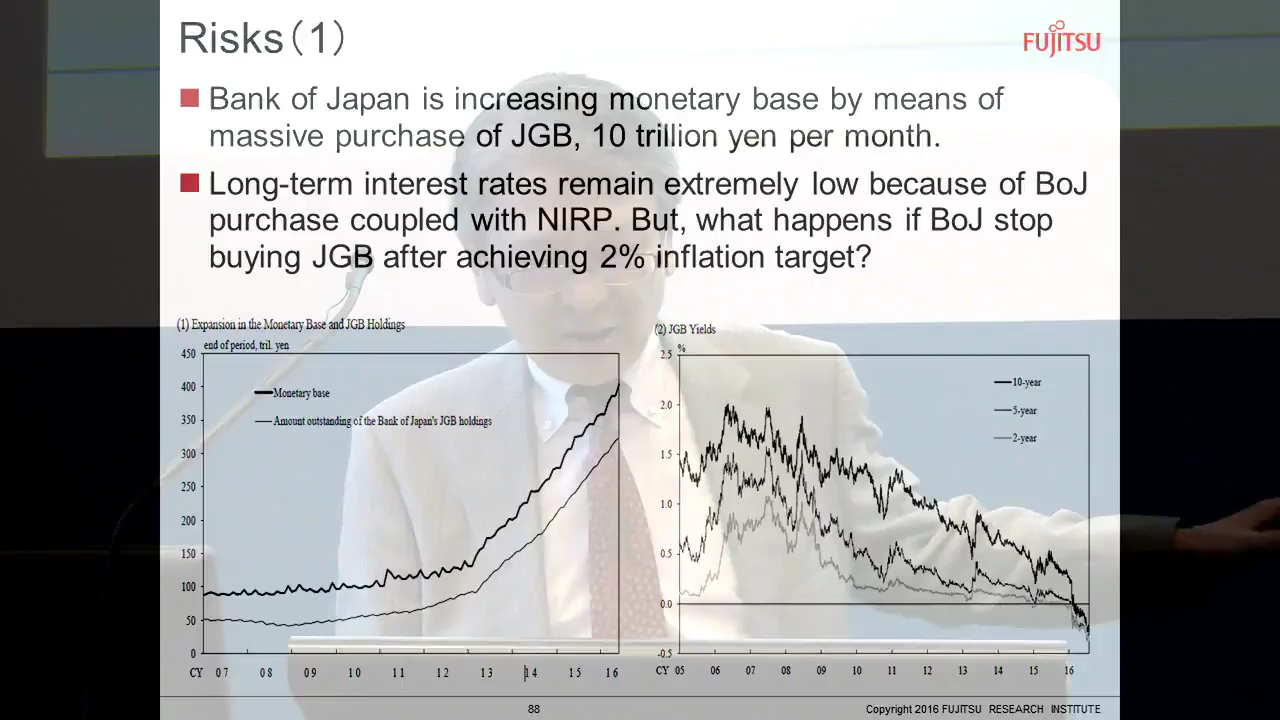 Risks（1）
FUJITSU
Bank of Japan is increasing monetary base by means of
massive purchase of JGB, 10 trillion yen per month.
Long-term interest rates remain extremely low because of BoJ
purchase coupled with NIRP. But, what happens if BoJ stop
buying JGB after achieving 2% inflation target?
(1) Expansion in the Monetary Base and JGB Holdings
end of period, tril. yen
450
400
350
300
250
200
150
100
50
0
Monetary base
Amount outstanding of the Bank of Japan's JGB holdings
CY 07 08 09 10 11 12 13 14 15 16
(2) JGB Yields
%
2.5
2.0
1.5
1.0
0.5
0.0
-0.5
10-year
5-year
2-year
CY 05 06 07 08 09 10 11 12 13 14 15 16
88
Copyright 2016 FUJITSU RESEARCH INSTITUTE